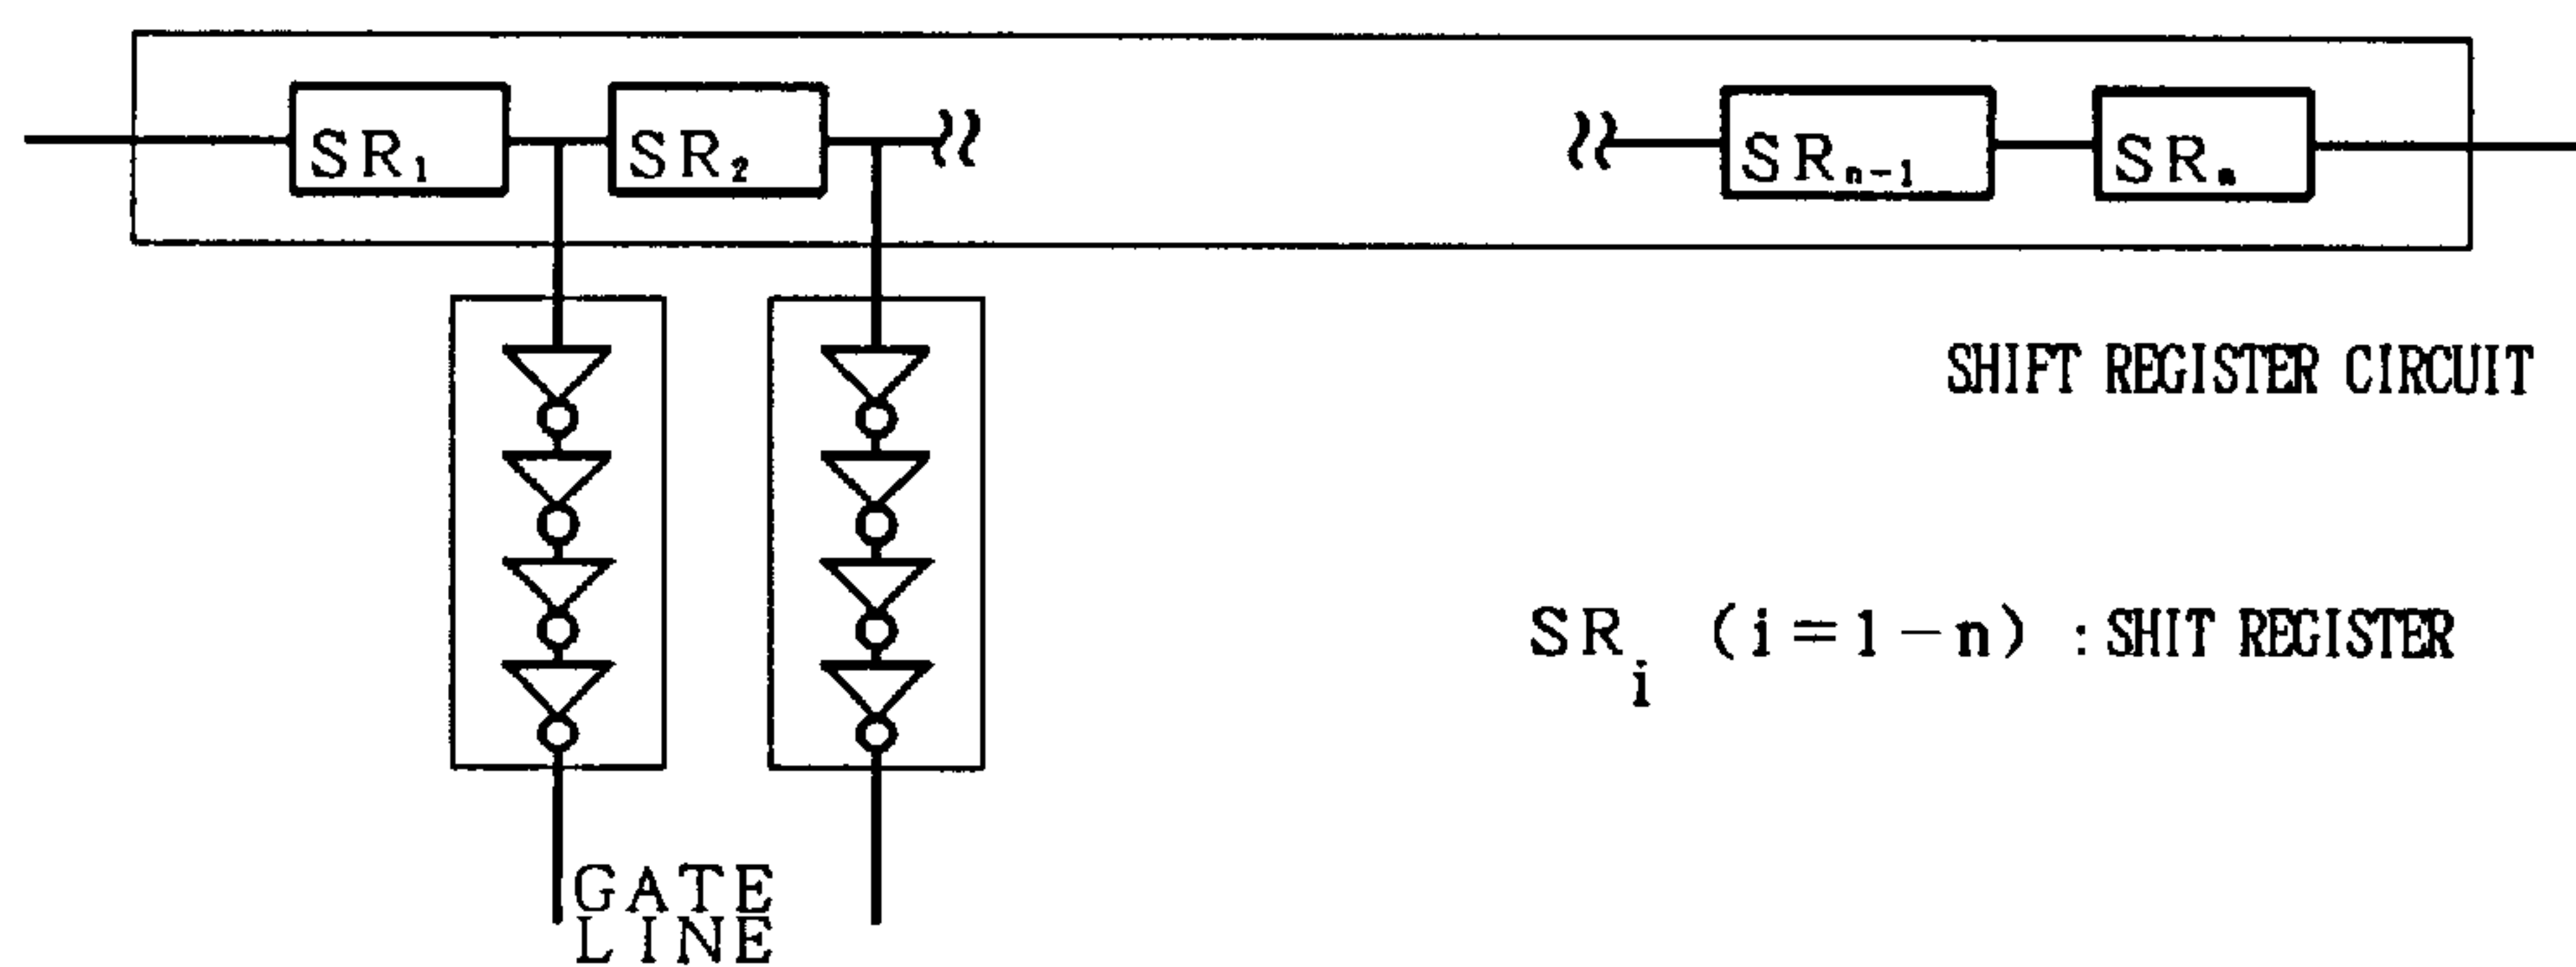 SR₁ SR₂ SRₙ₋₁ SRₙ
SHIFT REGISTER CIRCUIT
SRᵢ (i=1-n) : SHIT REGISTER
GATE
LINE